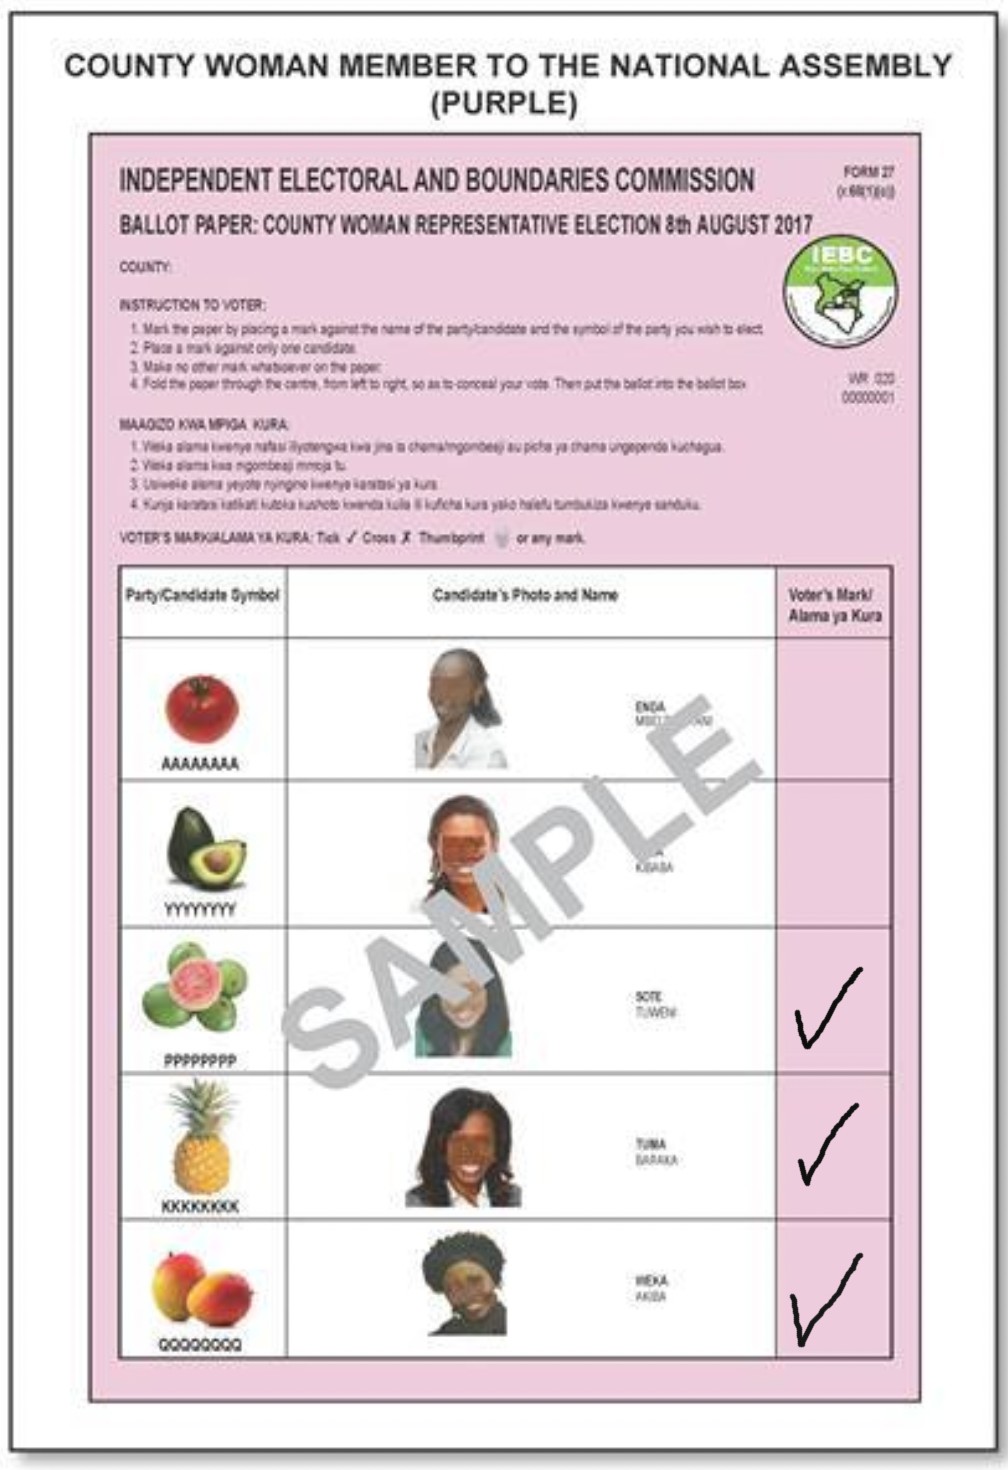 COUNTY WOMAN MEMBER TO THE NATIONAL ASSEMBLY
(PURPLE)
INDEPENDENT ELECTORAL AND BOUNDARIES COMMISSION
FORM 27
BALLOT PAPER: COUNTY WOMAN REPRESENTATIVE ELECTION 8th AUGUST 2017
IEBC
COUNTY:
INSTRUCTION TO VOTER:
1. Mark the paper by placing a mark against the name of the party/candidate and the symbol of the party you wish to elect.
2. Place a mark against only one candidate.
3. Make no other mark whatsoever on the paper.
4. Fold the paper through the centre, from left to right, so as to conceal your vote. Then put the ballot into the ballot box
WR 020
00000001
MAAGIZO KWA MPIGA KURA:
1. Weka alama kwenye nafasi iliyotengwa kwa jina la chama/mgombeaji au picha ya chama ungependa kuchagua.
2. Weka alama kwa mgombeaji mmoja tu.
3. Usiweke alama yeyote nyingine kwenye karatasi ya kura.
4. Kunja karatasi katikati kutoka kushoto kwenda kulia ili kuficha kura yako halafu tumbukiza kwenye sanduku.
VOTER'S MARK/ALAMA YA KURA: Tick ✓ Cross ✗ Thumbprint or any mark.
Party/Candidate Symbol
Candidate's Photo and Name
Voter's Mark/
Alama ya Kura
AAAAAAAA
ENDA
YYYYYYYY
KIBABA
PPPPPPPP
SOTE
TUWENI
KKKKKKKK
TUMA
BARAKA
QQQQQQQQ
WEKA
AKIBA
SAMPLE